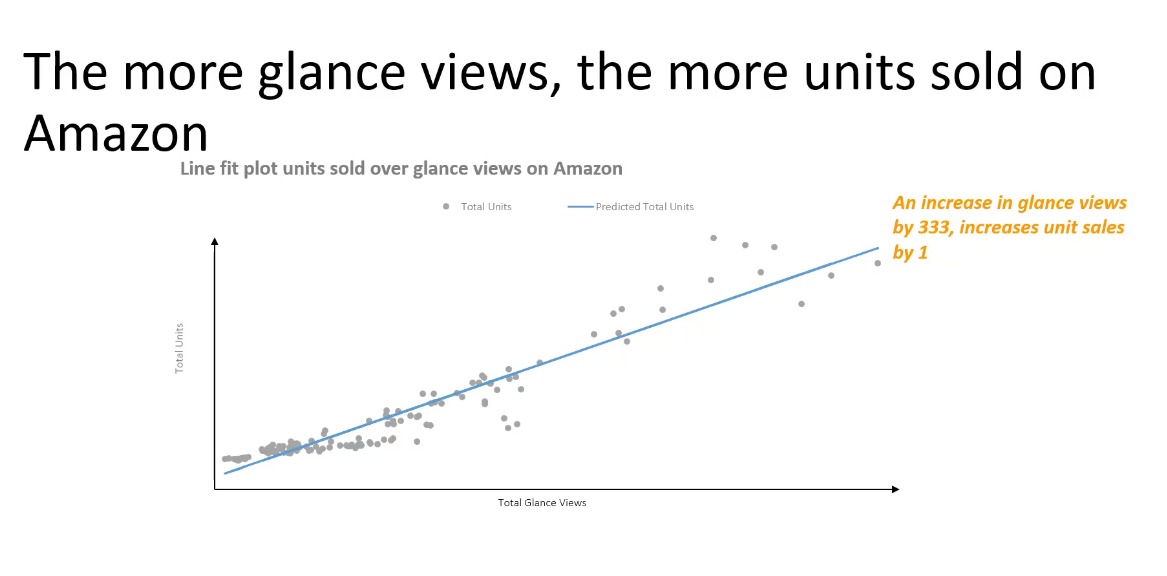 The more glance views, the more units sold on
Amazon
Line fit plot units sold over glance views on Amazon
Total Units
Predicted Total Units
An increase in glance views
by 333, increases unit sales
by 1
Total Units
Total Glance Views